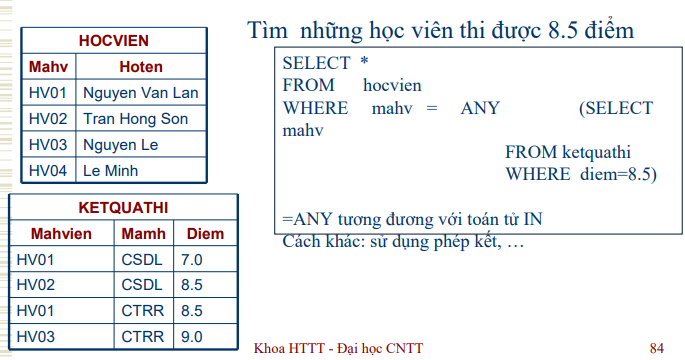 Tìm những học viên thi được 8.5 điểm
HOCVIEN
Mahv Hoten
HV01 Nguyen Van Lan
HV02 Tran Hong Son
HV03 Nguyen Le
HV04 Le Minh
KETQUATHI
Mahvien Mamh Diem
HV01 CSDL 7.0
HV02 CSDL 8.5
HV01 CTRR 8.5
HV03 CTRR 9.0
SELECT *
FROM hocvien
WHERE mahv = ANY (SELECT
mahv
FROM ketquathi
WHERE diem=8.5)
=ANY tương đương với toán tử IN
Cách khác: sử dụng phép kết, …
Khoa HTTT - Đại học CNTT
84